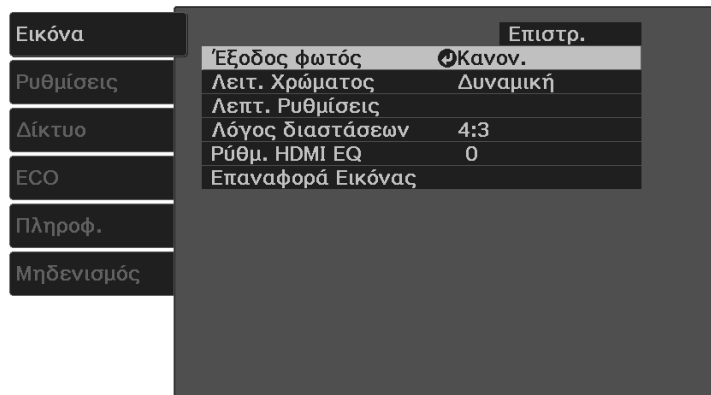 Εικόνα
Ρυθμίσεις
Δίκτυο
ECO
Πληροφ.
Μηδενισμός
Επιστρ.
Έξοδος φωτός Κανον.
Λειτ. Χρώματος Δυναμική
Λεπτ. Ρυθμίσεις
Λόγος διαστάσεων 4:3
Ρύθμ. HDMI EQ 0
Επαναφορά Εικόνας